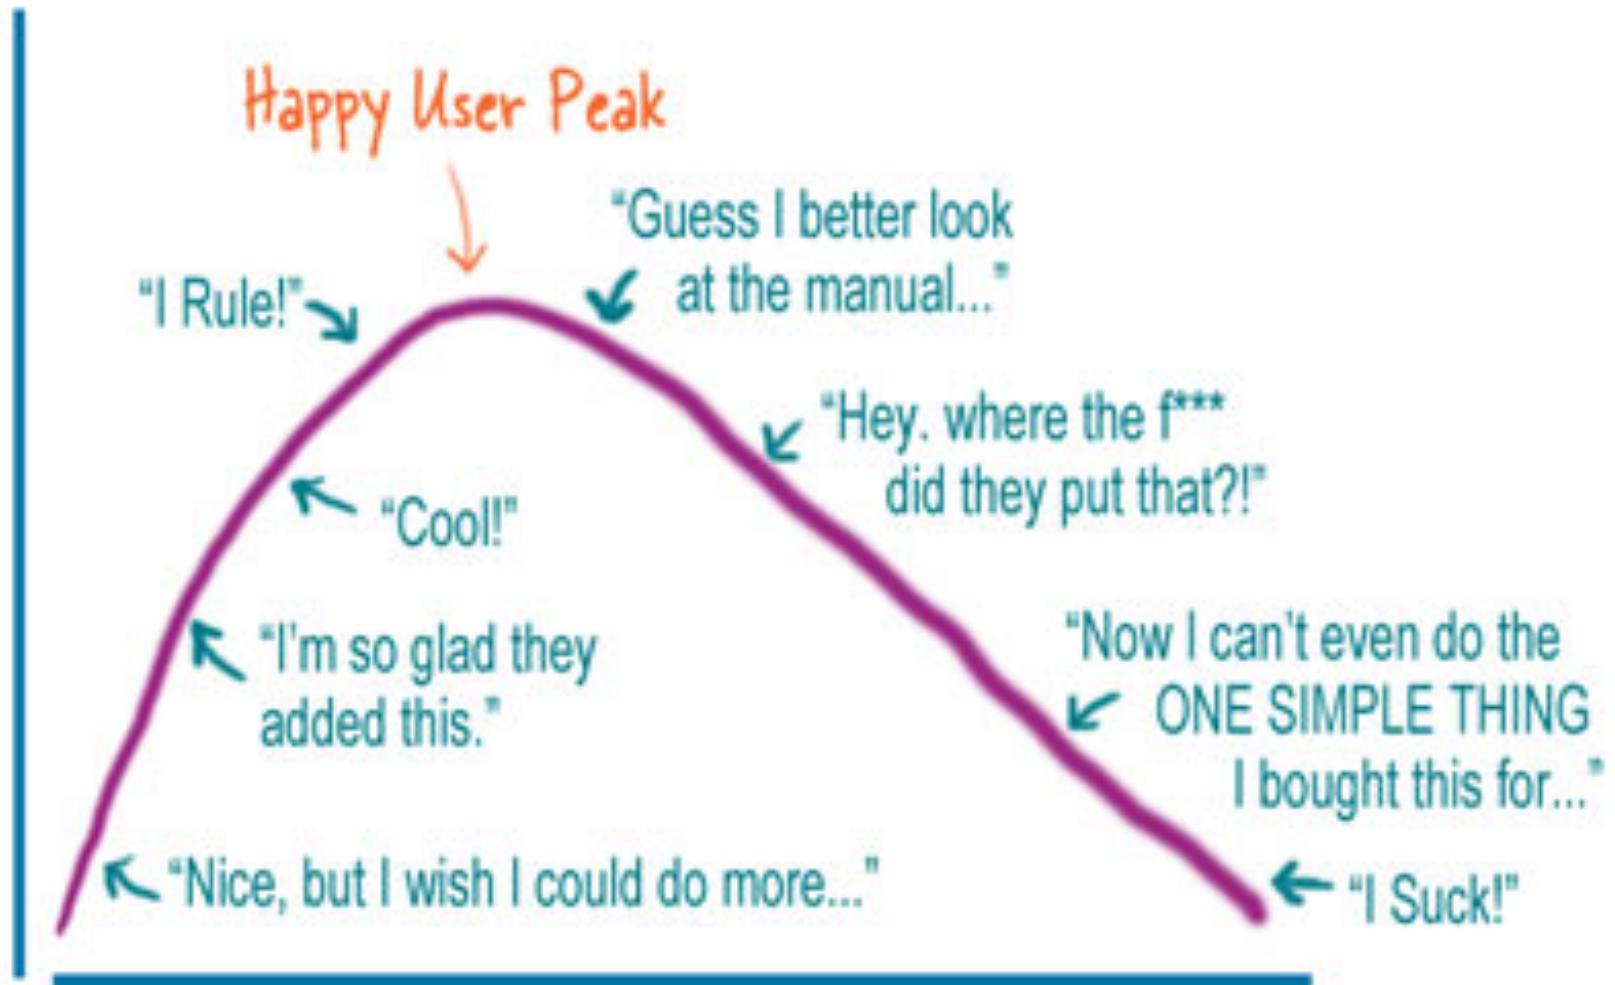 Happy User Peak
“Guess I better look
at the manual...”
“I Rule!”
“Hey. where the f***
did they put that?!”
“Cool!”
“I'm so glad they
added this.”
“Now I can't even do the
ONE SIMPLE THING
I bought this for...”
“Nice, but I wish I could do more...”
“I Suck!”